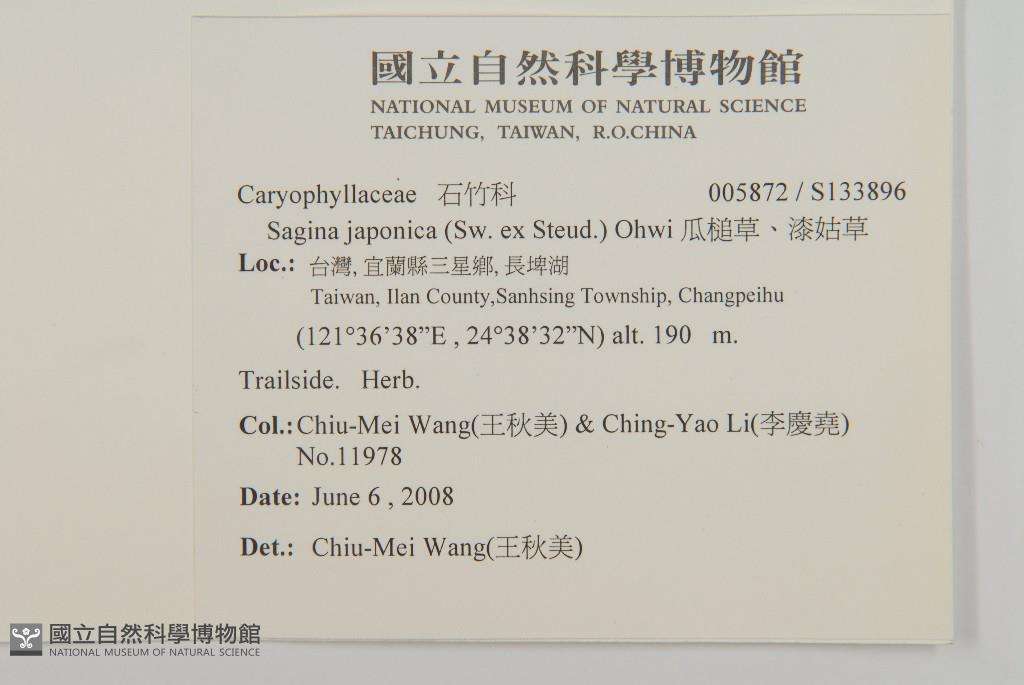 國立自然科學博物館
NATIONAL MUSEUM OF NATURAL SCIENCE
TAICHUNG, TAIWAN, R.O.CHINA
Caryophyllaceae 石竹科 005872 / S133896
Sagina japonica (Sw. ex Steud.) Ohwi 瓜槌草、漆姑草
Loc.: 台灣, 宜蘭縣三星鄉, 長埤湖
Taiwan, Ilan County,Sanhsing Township, Changpeihu
(121°36’38”E , 24°38’32”N) alt. 190 m.
Trailside. Herb.
Col.: Chiu-Mei Wang(王秋美) & Ching-Yao Li(李慶堯)
No.11978
Date: June 6 , 2008
Det.: Chiu-Mei Wang(王秋美)
國立自然科學博物館
NATIONAL MUSEUM OF NATURAL SCIENCE